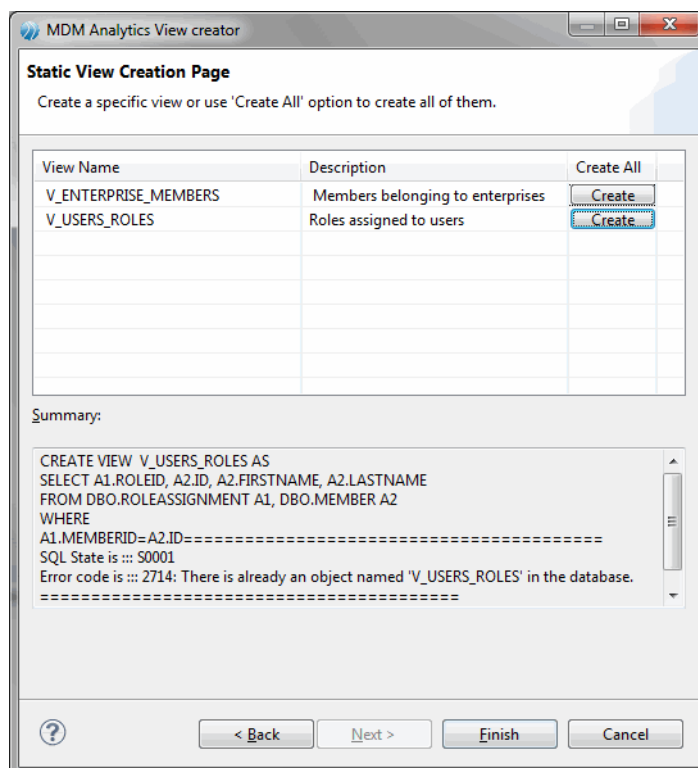 MDM Analytics View creator
Static View Creation Page
Create a specific view or use 'Create All' option to create all of them.
View Name Description Create All
V_ENTERPRISE_MEMBERS Members belonging to enterprises Create
V_USERS_ROLES Roles assigned to users Create
Summary:
CREATE VIEW V_USERS_ROLES AS
SELECT A1.ROLEID, A2.ID, A2.FIRSTNAME, A2.LASTNAME
FROM DBO.ROLEASSIGNMENT A1, DBO.MEMBER A2
WHERE
A1.MEMBERID=A2.ID=========================================
SQL State is ::: S0001
Error code is ::: 2714: There is already an object named 'V_USERS_ROLES' in the database.
=========================================
? < Back Next > Finish Cancel